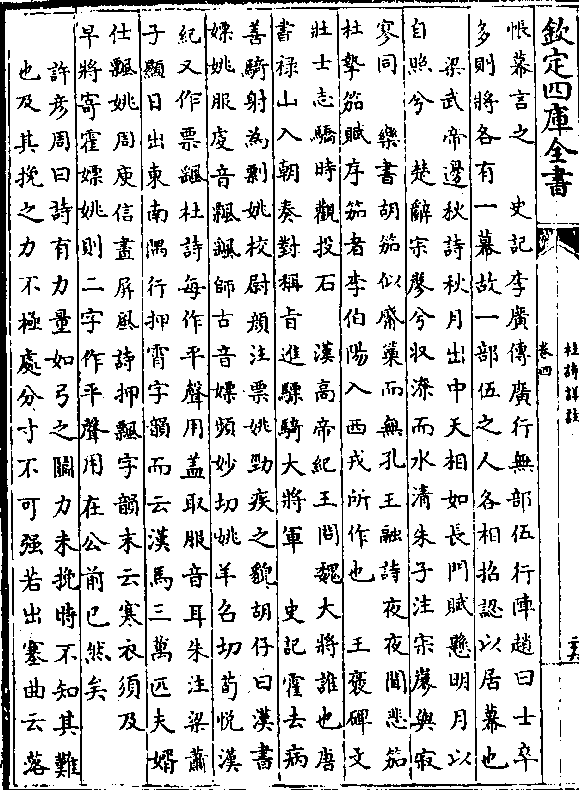 欽定四庫全書
杜詩詳註
卷四
帳幕言之　史記李廣傳廣行無部伍行陣趙曰士卒
多則將各有一幕故一部伍之人各相招認以居幕也
梁武帝邊秋詩秋月出中天相如長門賦懸明月以
自照兮　楚辭宗廖兮収潦而水清朱子注宗廖與寂
寥同　樂書胡笳似觱篥而無孔王融詩夜夜聞悲笳
杜摯笳賦序笳者李伯陽入西戎所作也　王褒碑文
壯士志驕時觀投石　漢高帝紀王問魏大將誰也唐
書祿山入朝奏對稱㫖進驃騎大將軍　史記霍去病
善騎射為剽姚校尉顔注票姚勁疾之貌胡仔曰漢書
嫖姚服虔音飄飖師古音嫖頻妙切姚羊召切荀悅漢
紀又作票鷂杜詩每作平聲用盖取服音耳朱注梁蕭
子顯日出東南隅行押霄字韻而云漢馬三萬匹夫婿
仕飄姚周庾信畫屏風詩押飄字韻末云寒衣須及
早將寄霍嫖姚則二字作平聲用在公前已然矣
許彦周曰詩有力量如弓之闘力未挽時不知其難
也及其挽之力不極處分寸不可强若出塞曲云落